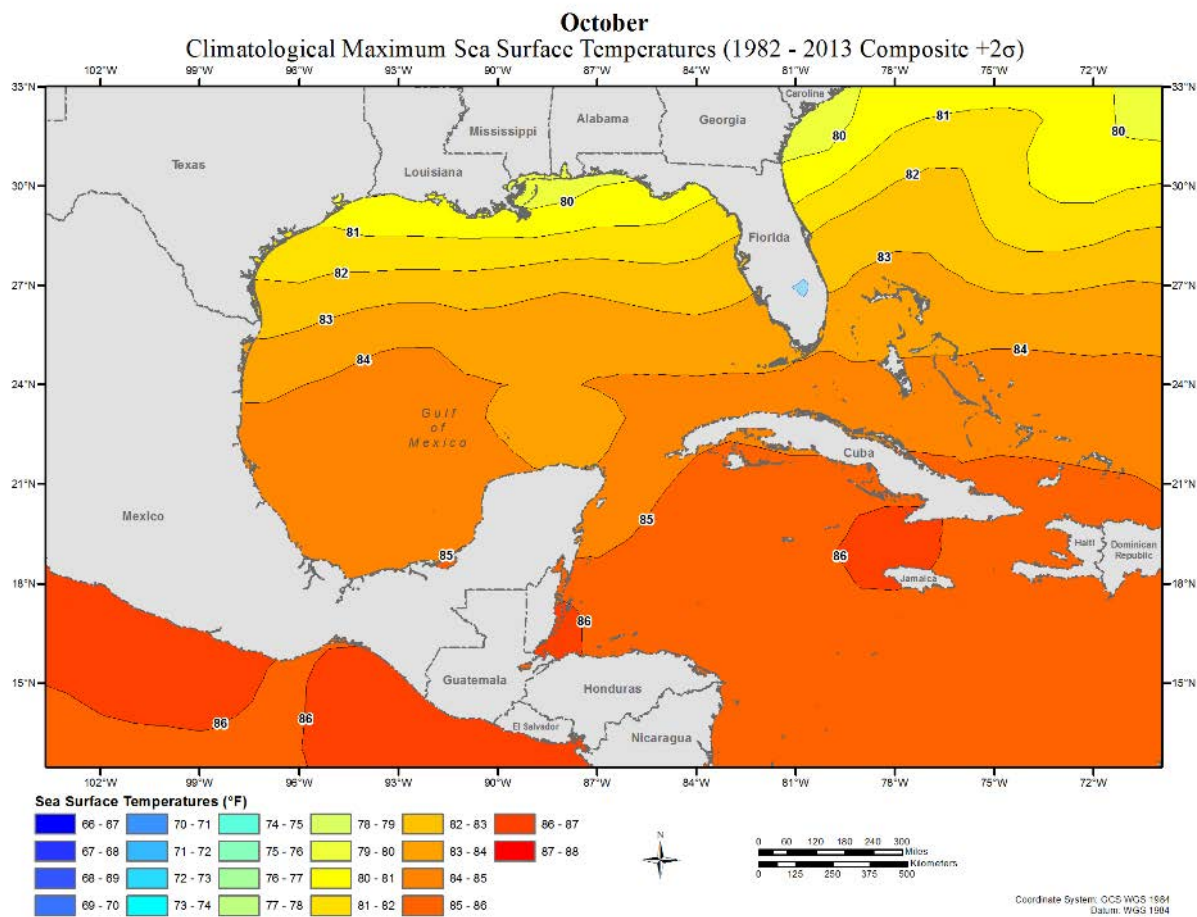 October
Climatological Maximum Sea Surface Temperatures (1982 - 2013 Composite +2σ)
102°W 99°W 96°W 93°W 90°W 87°W 84°W 81°W 78°W 75°W 72°W
33°N 33°N
Carolina
Mississippi Alabama Georgia
81
80 80
Texas
Louisiana
82
30°N 30°N
80
81
Florida
83
82
27°N 27°N
83
84
84
24°N 24°N
Gulf
of
Mexico
Cuba
21°N 21°N
Mexico
85
85
86
Haiti Dominican
Republic
Jamaica
18°N 18°N
86
15°N 15°N
Guatemala Honduras
86 86
El Salvador
Nicaragua
102°W 99°W 96°W 93°W 90°W 87°W 84°W 81°W 78°W 75°W 72°W
Sea Surface Temperatures (°F)
66 - 67 70 - 71 74 - 75 78 - 79 82 - 83 86 - 87
67 - 68 71 - 72 75 - 76 79 - 80 83 - 84 87 - 88
68 - 69 72 - 73 76 - 77 80 - 81 84 - 85
69 - 70 73 - 74 77 - 78 81 - 82 85 - 86
N
0 60 120 180 240 300
Miles
Kilometers
0 125 250 375 500
Coordinate System: GCS WGS 1984
Datum: WGS 1984